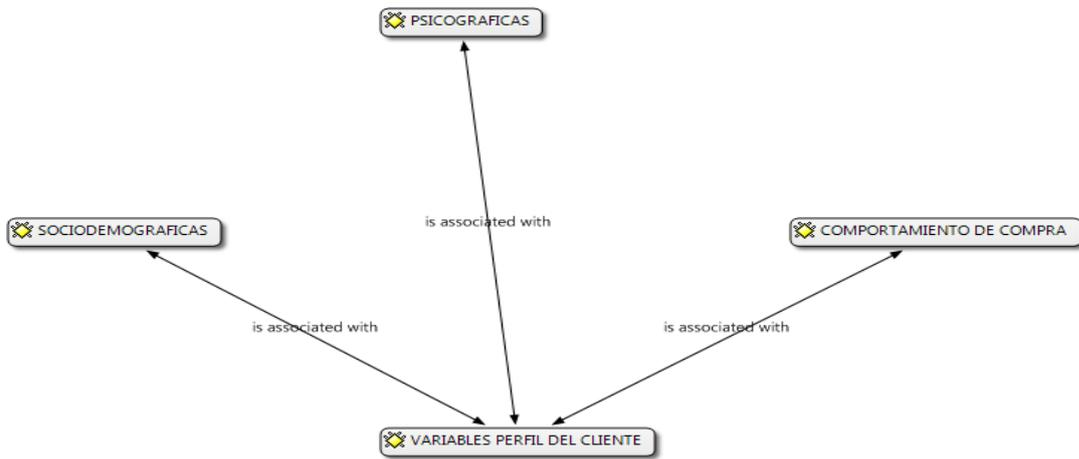 PSICOGRAFICAS
is associated with
SOCIODEMOGRAFICAS
COMPORTAMIENTO DE COMPRA
is associated with
is associated with
VARIABLES PERFIL DEL CLIENTE